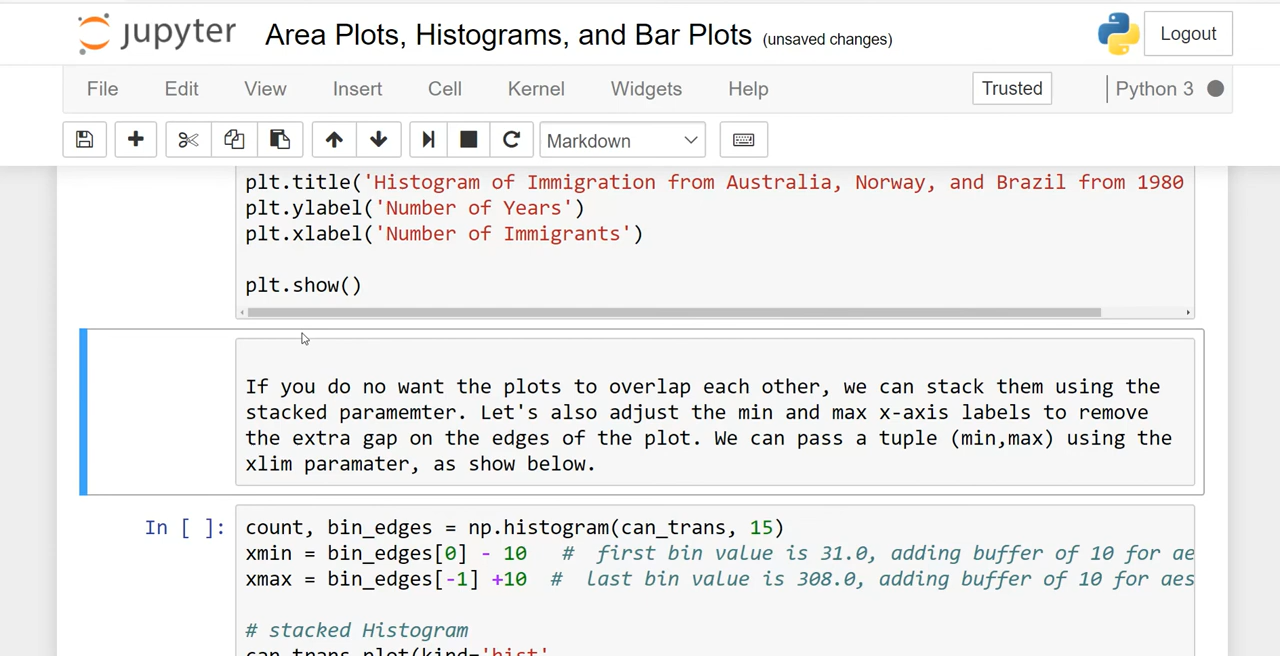 jupyter Area Plots, Histograms, and Bar Plots (unsaved changes) Logout
File Edit View Insert Cell Kernel Widgets Help Trusted Python 3
Markdown
plt.title('Histogram of Immigration from Australia, Norway, and Brazil from 1980
plt.ylabel('Number of Years')
plt.xlabel('Number of Immigrants')
plt.show()
If you do no want the plots to overlap each other, we can stack them using the
stacked paramemter. Let's also adjust the min and max x-axis labels to remove
the extra gap on the edges of the plot. We can pass a tuple (min,max) using the
xlim paramater, as show below.
In [ ]: count, bin_edges = np.histogram(can_trans, 15)
xmin = bin_edges[0] - 10 # first bin value is 31.0, adding buffer of 10 for ae
xmax = bin_edges[-1] +10 # last bin value is 308.0, adding buffer of 10 for aes
# stacked Histogram
can_trans.plot(kind='hist',